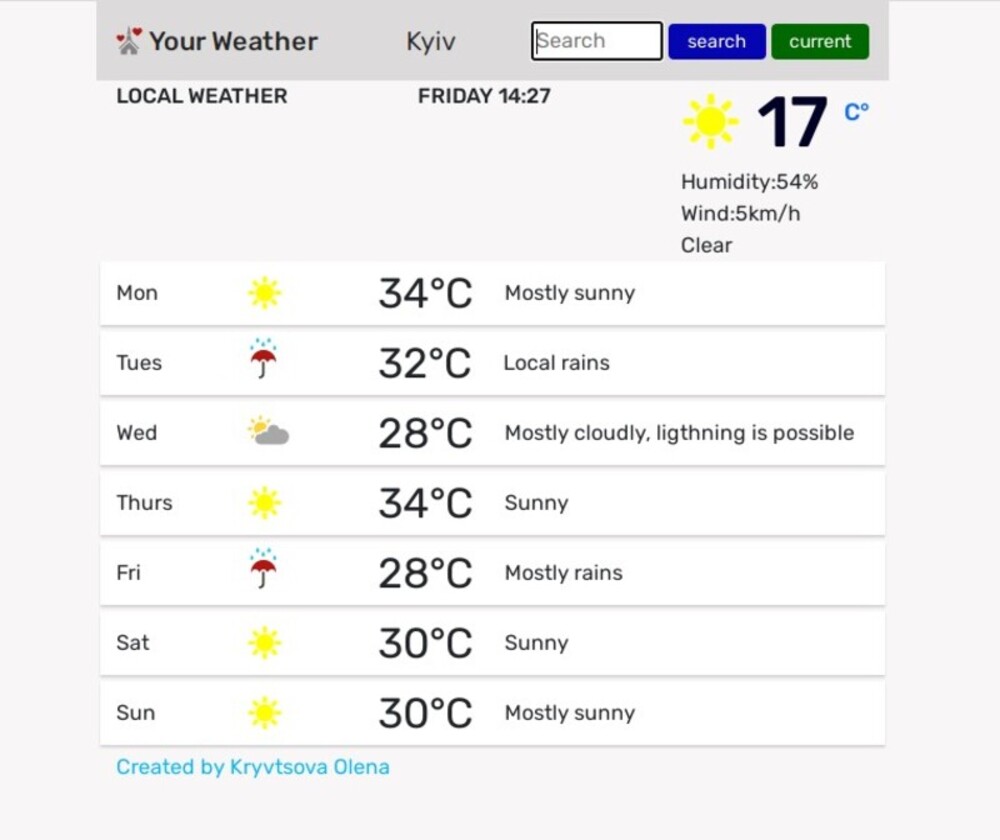 Your Weather Kyiv Search search current
LOCAL WEATHER FRIDAY 14:27 17 C°
Humidity:54%
Wind:5km/h
Clear
Mon 34°C Mostly sunny
Tues 32°C Local rains
Wed 28°C Mostly cloudly, ligthning is possible
Thurs 34°C Sunny
Fri 28°C Mostly rains
Sat 30°C Sunny
Sun 30°C Mostly sunny
Created by Kryvtsova Olena